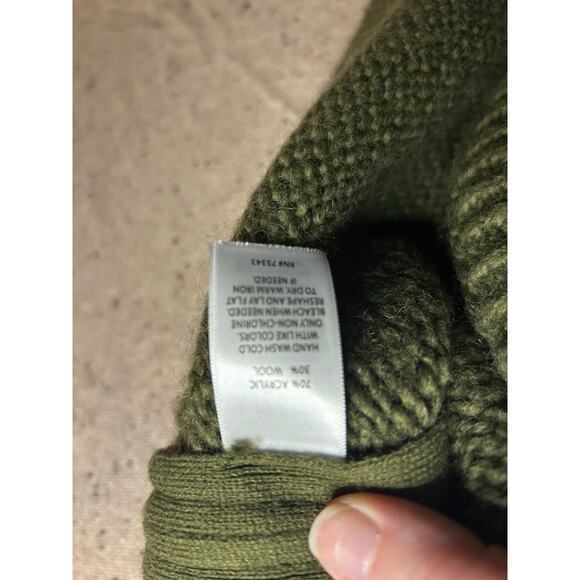 70% ACRYLIC
30% WOOL
HAND WASH COLD
WITH LIKE COLORS.
ONLY NON-CHLORINE
BLEACH WHEN NEEDED.
RESHAPE AND LAY FLAT
TO DRY. WARM IRON
IF NEEDED.
RN# 75343